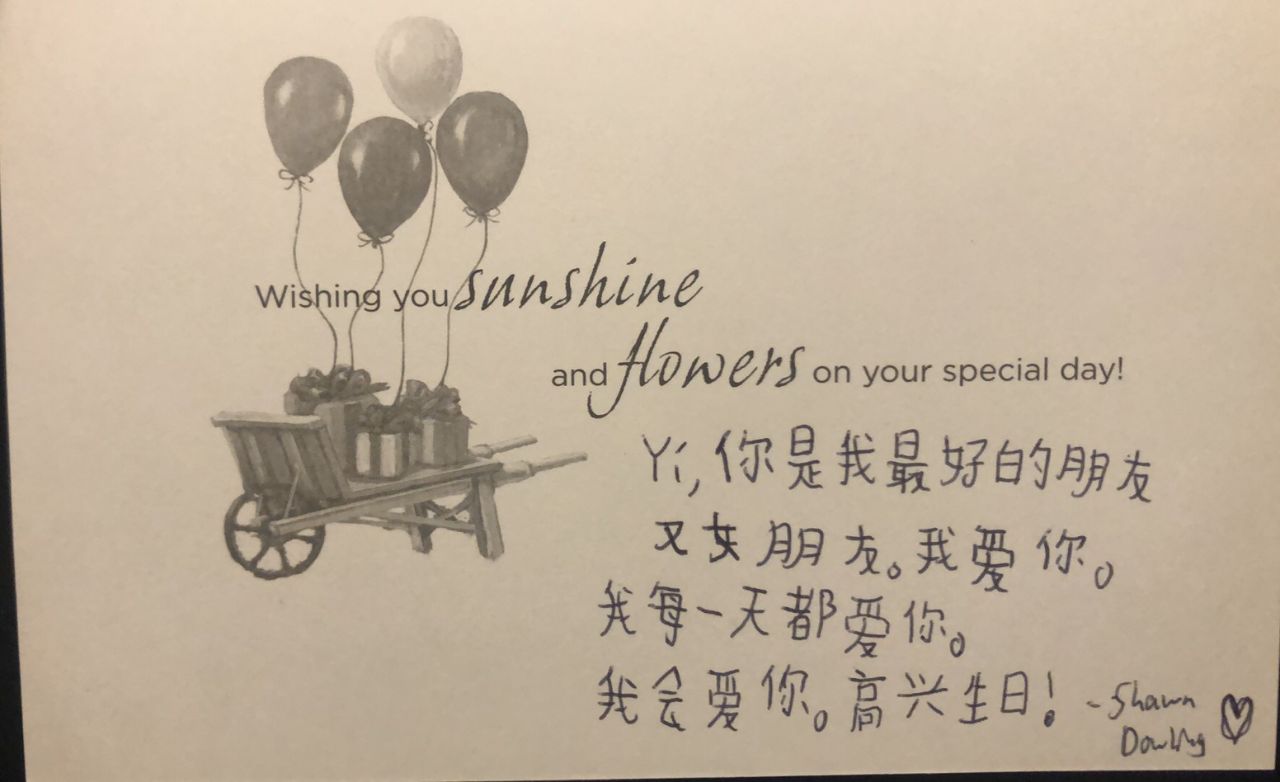 Wishing you sunshine
and flowers on your special day!
Yi, 你是我最好的朋友
又女朋友。我爱你。
我每一天都爱你。
我会爱你。高兴生日! -Shawn
Dowling